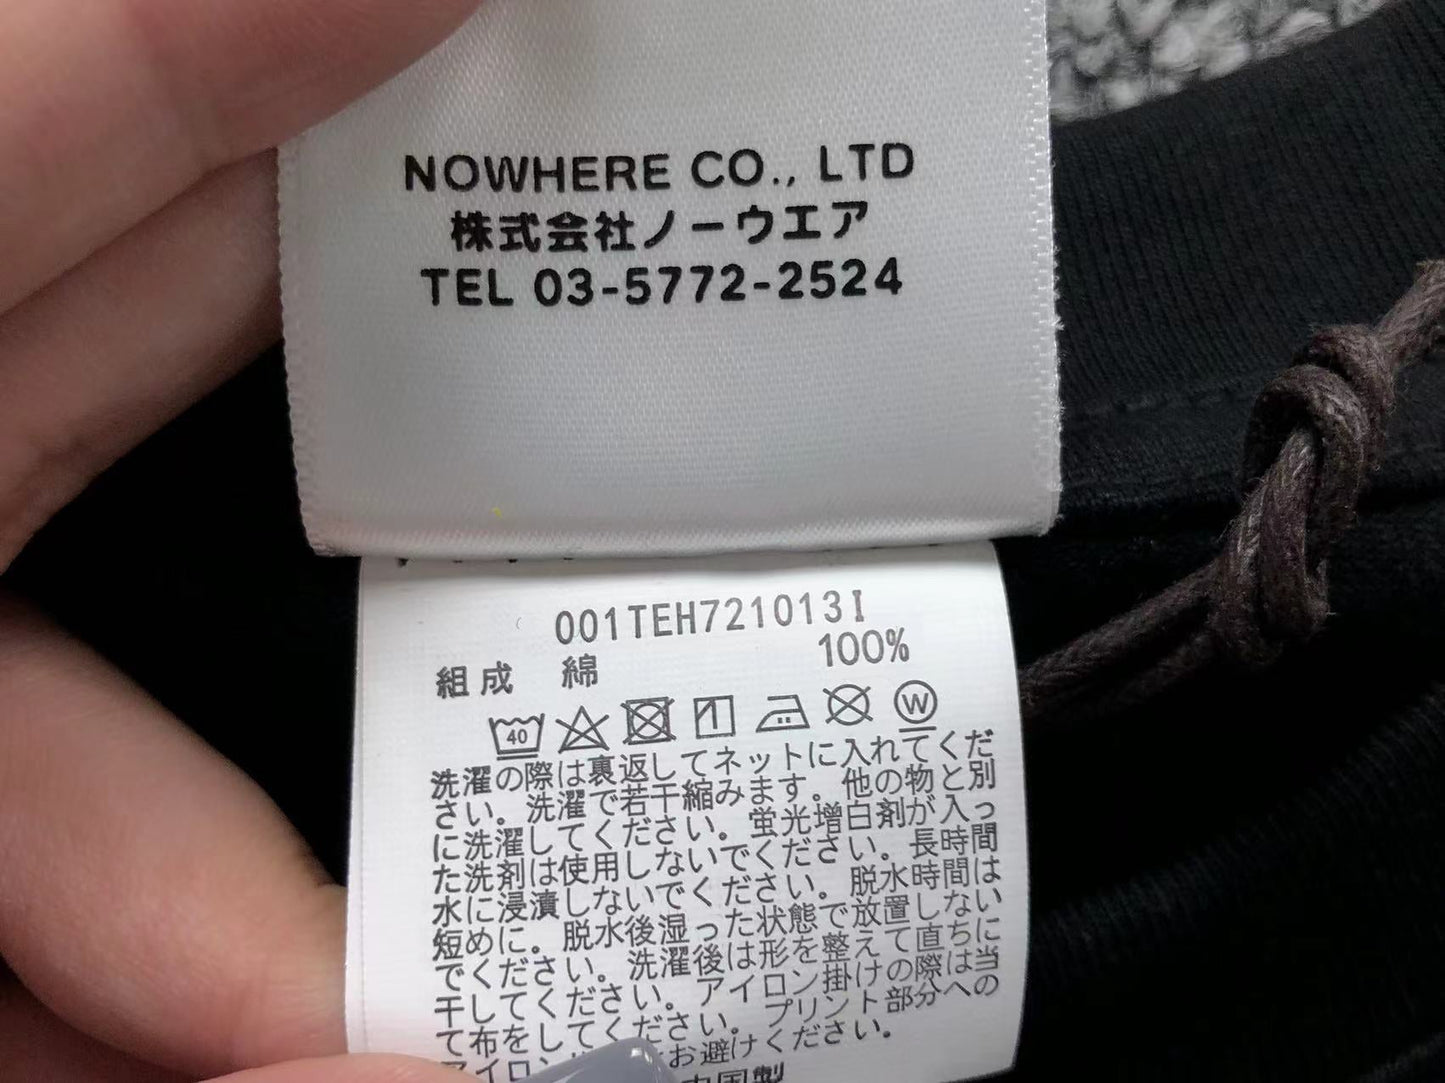 NOWHERE CO., LTD
株式会社ノーウエア
TEL 03-5772-2524
001TEH721013I
組成 綿 100%
40
W
洗濯の際は裏返してネットに入れてくだ
さい。洗濯で若干縮みます。他の物と別
に洗濯してください。蛍光増白剤が入っ
た洗剤は使用しないでください。長時間
水に浸漬しないでください。脱水時間は
短めに。脱水後湿った状態で放置しない
でください。洗濯後は形を整えて直ちに
干してください。アイロン掛けの際は当
て布をしてください。プリント部分への
アイロン お避けください。
中国製